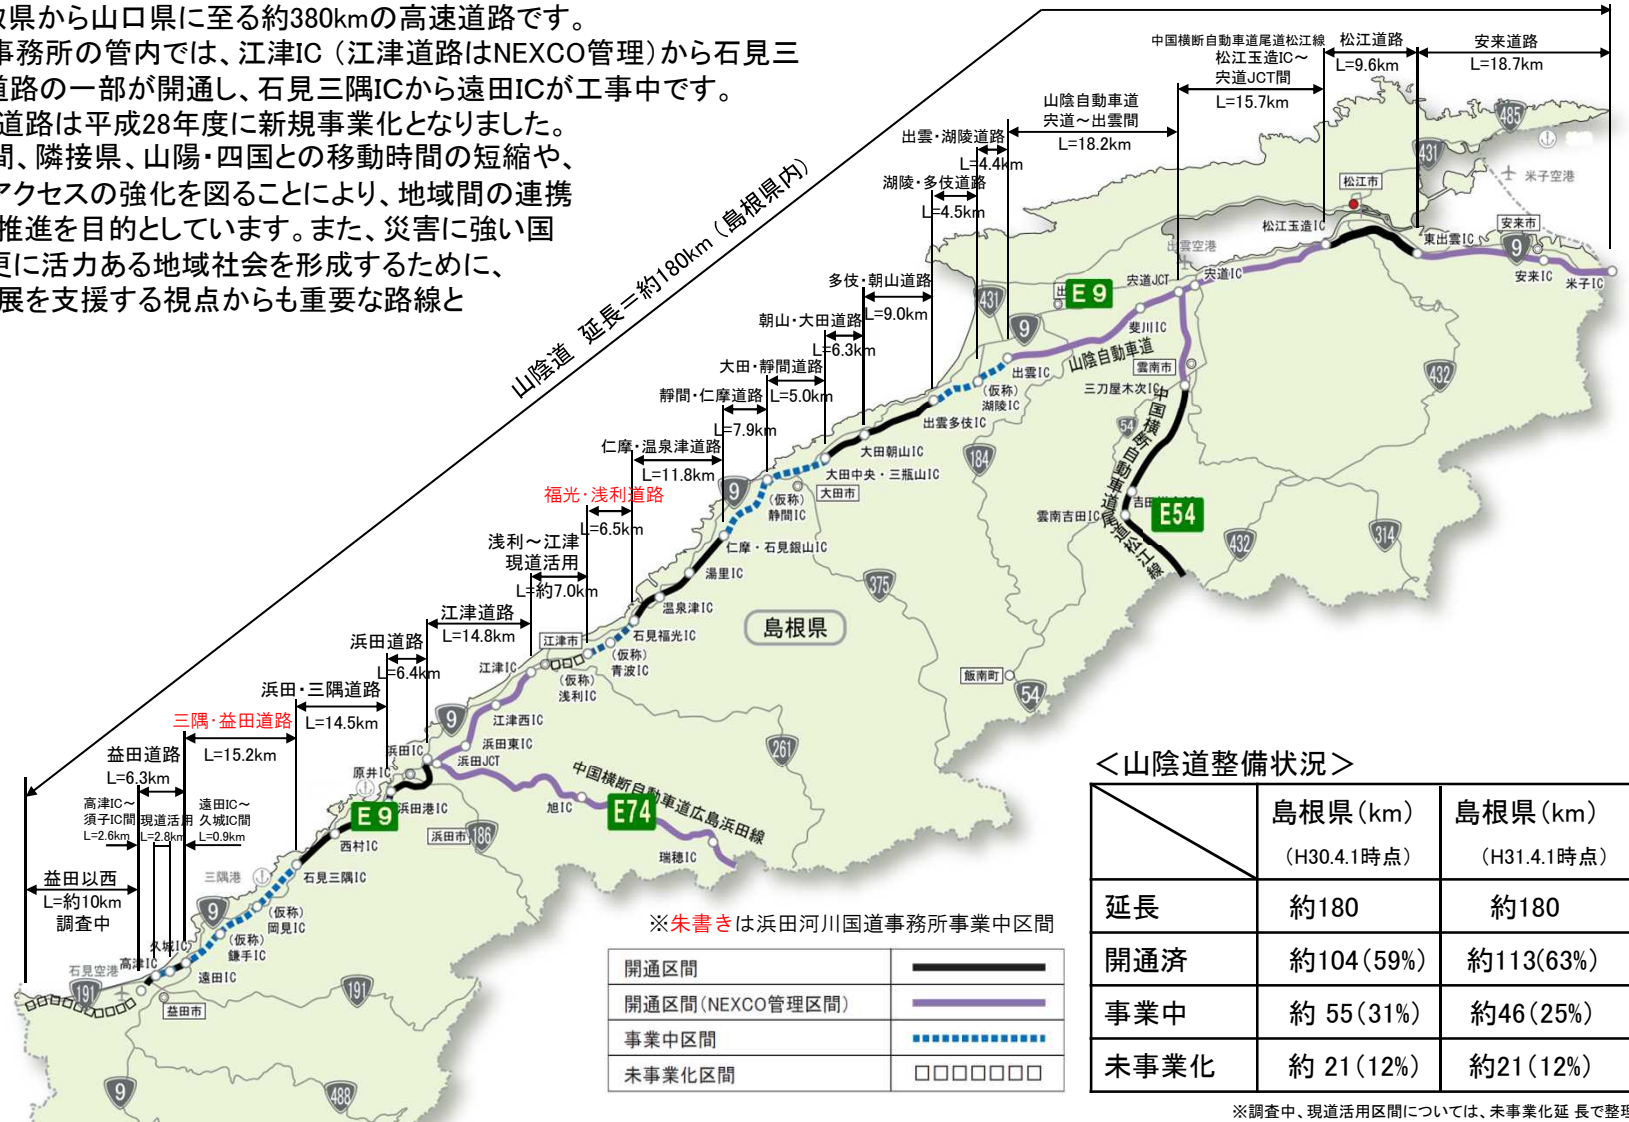 取県から山口県に至る約380kmの高速道路です。
事務所の管内では、江津IC（江津道路はNEXCO管理）から石見三
道路の一部が開通し、石見三隅ICから遠田ICが工事中です。
道路は平成28年度に新規事業化となりました。
間、隣接県、山陽・四国との移動時間の短縮や、
アクセスの強化を図ることにより、地域間の連携
推進を目的としています。また、災害に強い国
更に活力ある地域社会を形成するために、
展を支援する視点からも重要な路線と
山陰道 延長＝約180km（島根県内）
中国横断自動車道尾道松江線
松江玉造IC～
宍道JCT間
L=15.7km
松江道路
L=9.6km
安来道路
L=18.7km
山陰自動車道
宍道～出雲間
L=18.2km
出雲・湖陵道路
L=4.4km
湖陵・多伎道路
L=4.5km
多伎・朝山道路
L=9.0km
朝山・大田道路
L=6.3km
大田・静間道路
L=5.0km
静間・仁摩道路
L=7.9km
仁摩・温泉津道路
L=11.8km
福光・浅利道路
L=6.5km
浅利～江津
現道活用
L=約7.0km
江津道路
L=14.8km
浜田道路
L=6.4km
浜田・三隅道路
L=14.5km
三隅・益田道路
L=15.2km
益田道路
L=6.3km
高津IC～
須子IC間
L=2.6km
現道活用
L=2.8km
遠田IC～
久城IC間
L=0.9km
益田以西
L=約10km
調査中
485
431
米子空港
松江市
安来市
松江玉造IC
東出雲IC
9
安来IC
米子IC
出雲空港
宍道JCT
宍道IC
431
出
E9
9
斐川IC
山陰自動車道
出雲IC
雲南市
三刀屋木次IC
432
(仮称)
湖陵IC
出雲多伎IC
54
中国横断自動車道尾道松江線
大田朝山IC
184
大田中央・三瓶山IC
大田市
9
(仮称)
静間IC
吉田
雲南吉田IC
E54
432
314
仁摩・石見銀山IC
湯里IC
375
温泉津IC
島根県
石見福光IC
江津市
(仮称)
青波IC
江津IC
(仮称)
浅利IC
飯南町
54
9
江津西IC
浜田東IC
浜田IC
浜田JCT
261
原井IC
中国横断自動車道広島浜田線
旭IC
E74
浜田港IC
E9
浜田市
186
西村IC
瑞穂IC
三隅港
石見三隅IC
9
(仮称)
岡見IC
(仮称)
鎌手IC
久城IC
石見空港
高津IC
遠田IC
191
191
益田市
9
488
※朱書きは浜田河川国道事務所事業中区間
開通区間
開通区間(NEXCO管理区間)
事業中区間
未事業化区間
＜山陰道整備状況＞
島根県(km) 島根県(km)
(H30.4.1時点) (H31.4.1時点)
延長 約180 約180
開通済 約104(59%) 約113(63%)
事業中 約 55(31%) 約46(25%)
未事業化 約 21(12%) 約21(12%)
※調査中、現道活用区間については、未事業化延長で整理